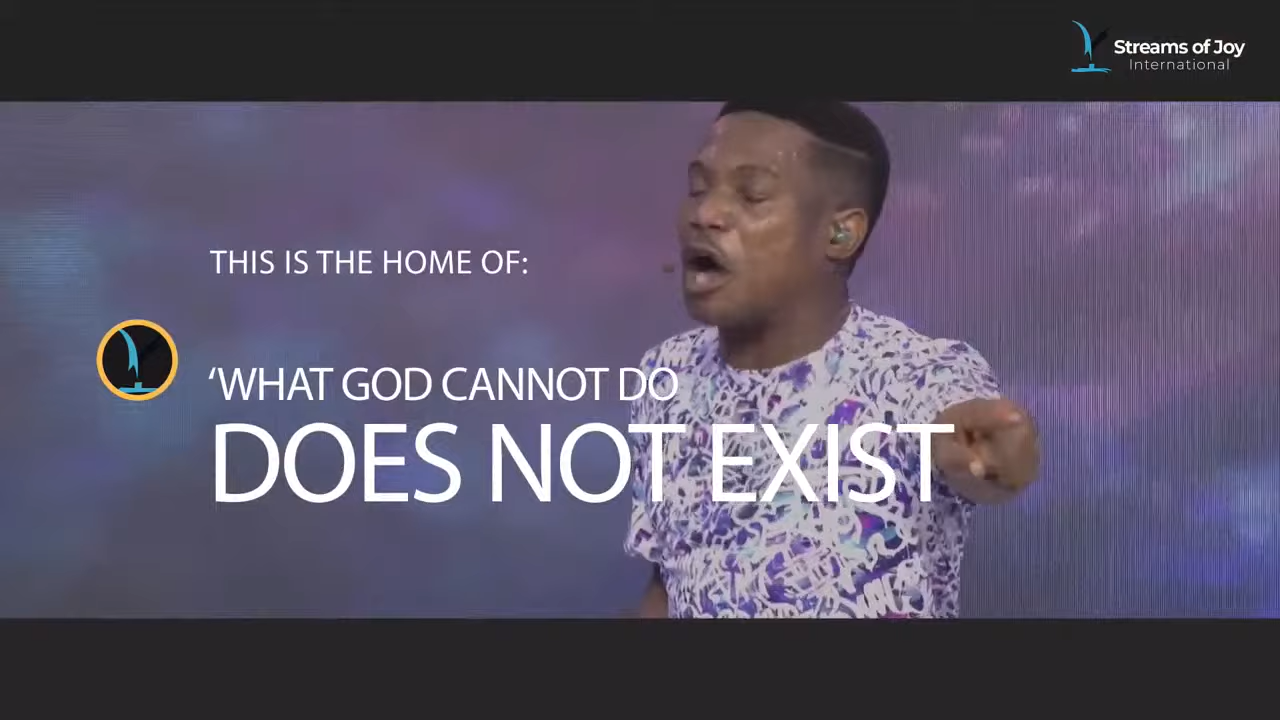 Streams of Joy
International
THIS IS THE HOME OF:
‘WHAT GOD CANNOT DO
DOES NOT EXIST